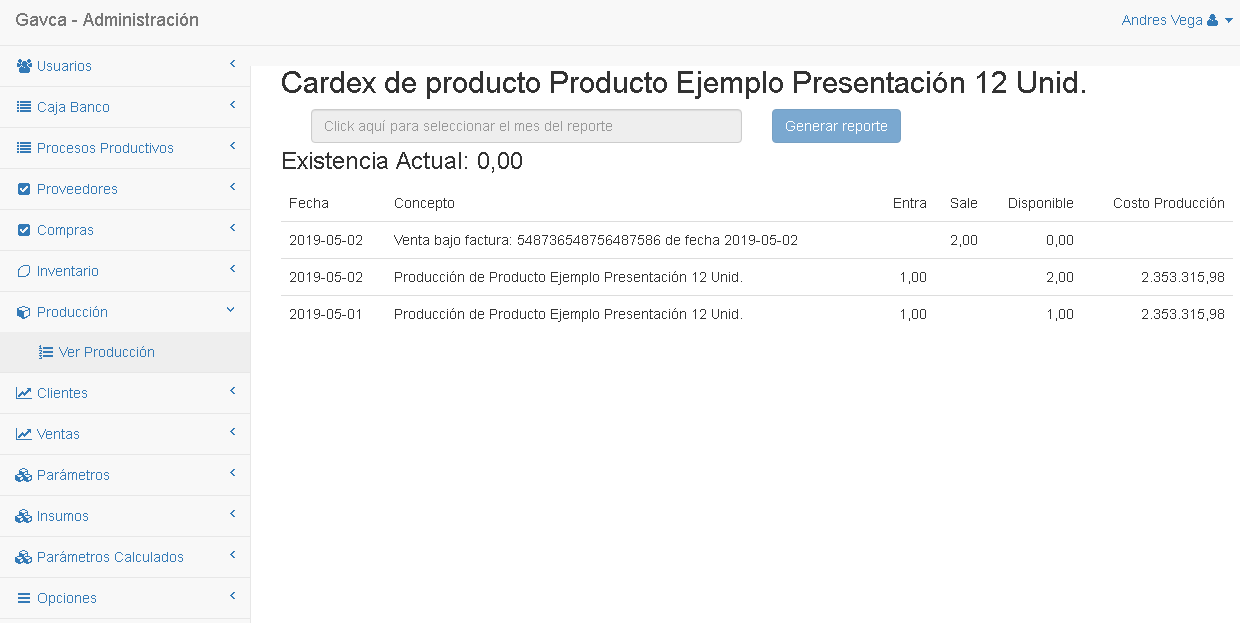 Gavca - Administración
Andres Vega
Usuarios
Caja Banco
Procesos Productivos
Proveedores
Compras
Inventario
Producción
Ver Producción
Clientes
Ventas
Parámetros
Insumos
Parámetros Calculados
Opciones
Cardex de producto Producto Ejemplo Presentación 12 Unid.
Click aquí para seleccionar el mes del reporte
Generar reporte
Existencia Actual: 0,00
Fecha Concepto Entra Sale Disponible Costo Producción
2019-05-02 Venta bajo factura: 548736548756487586 de fecha 2019-05-02 2,00 0,00
2019-05-02 Producción de Producto Ejemplo Presentación 12 Unid. 1,00 2,00 2.353.315,98
2019-05-01 Producción de Producto Ejemplo Presentación 12 Unid. 1,00 1,00 2.353.315,98